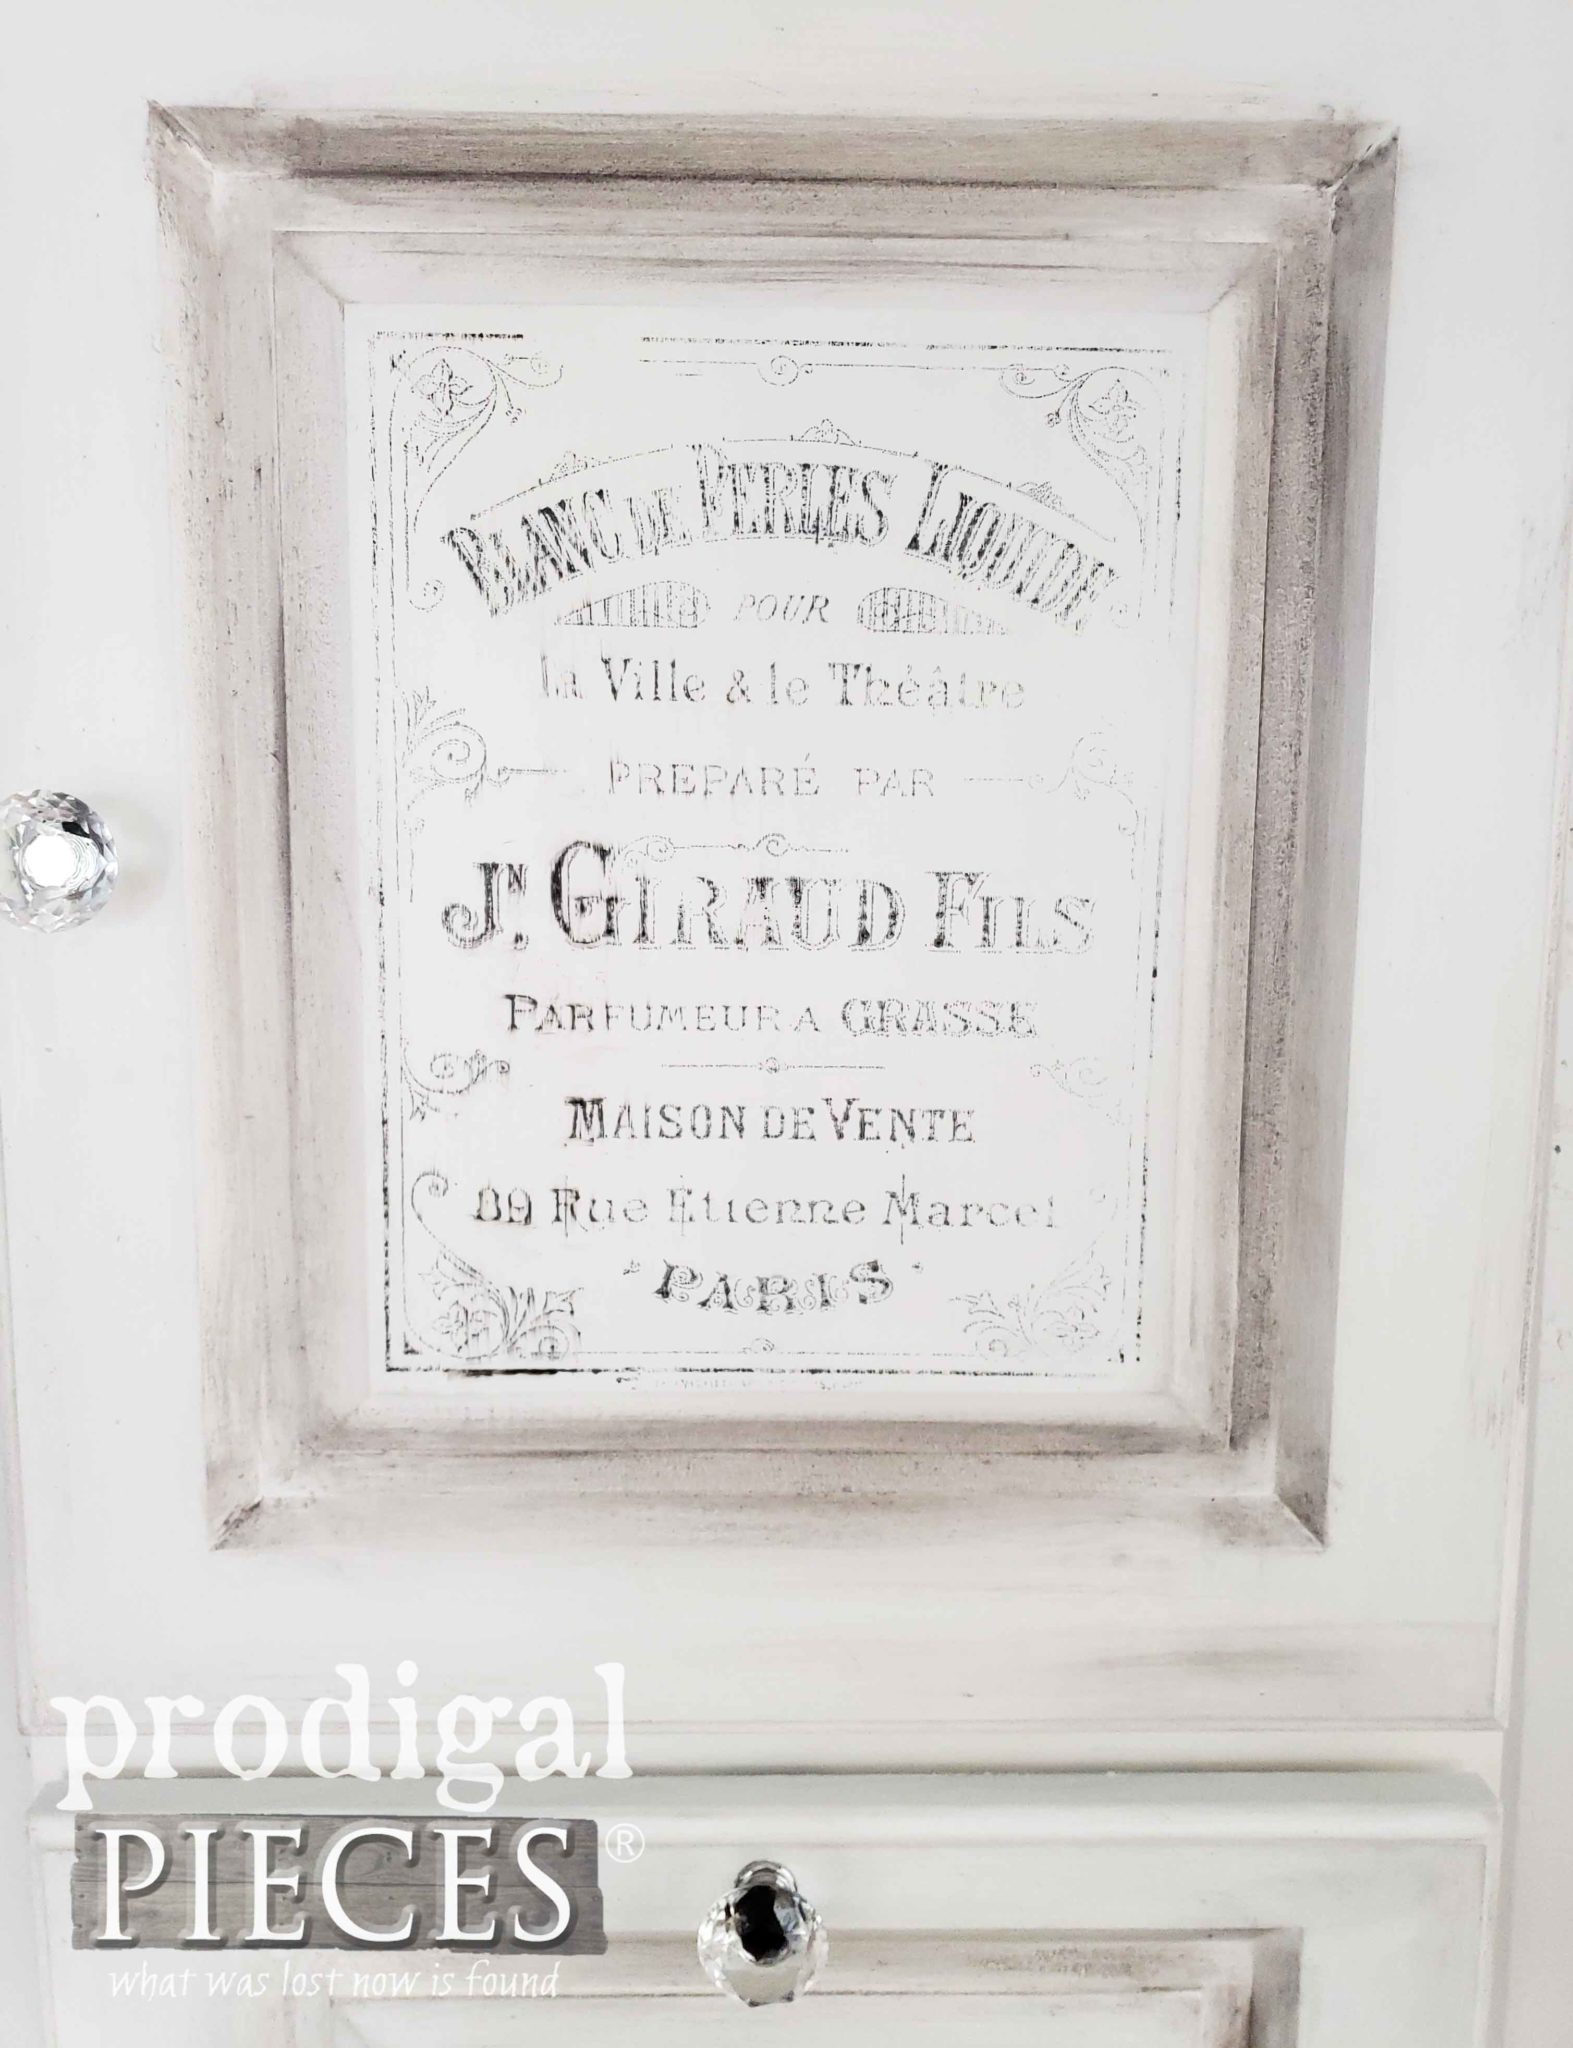 BLANC DE PERLES LIQUIDE
POUR
La Ville & le Théâtre
PREPARÉ PAR
Jn. GIRAUD FILS
PARFUMEUR A GRASSE
MAISON DE VENTE
Rue Etienne Marcel
PARIS
prodigal
PIECES®
what was lost now is found